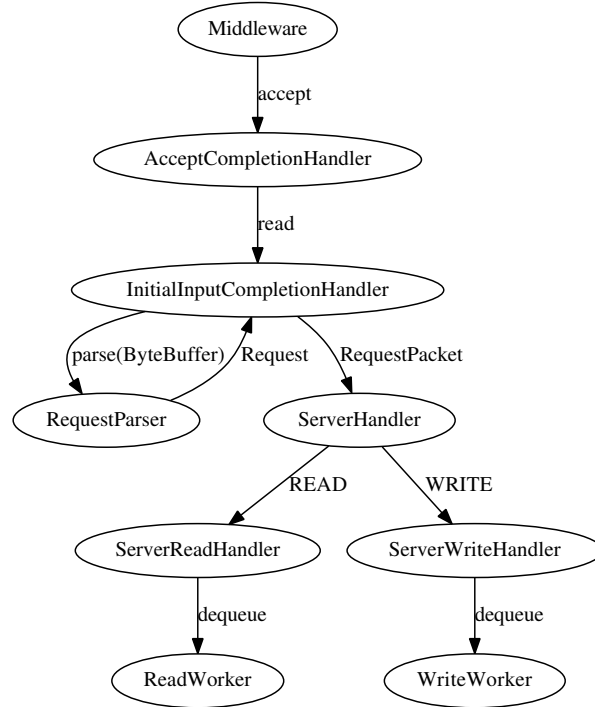 Middleware
accept
AcceptCompletionHandler
read
InitialInputCompletionHandler
parse(ByteBuffer)
Request
RequestPacket
RequestParser
ServerHandler
READ
WRITE
ServerReadHandler
ServerWriteHandler
dequeue
dequeue
ReadWorker
WriteWorker